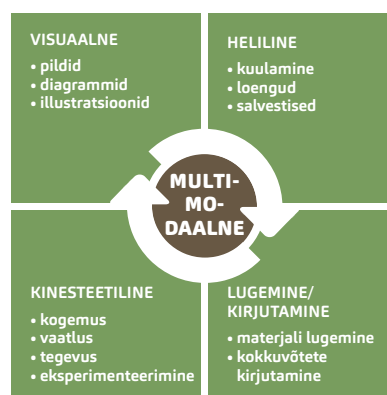 VISUAALNE
• pildid
• diagrammid
• illustratsioonid
HELILINE
• kuulamine
• loengud
• salvestised
MULTI-
MO-
DAALNE
KINESTEETILINE
• kogemus
• vaatlus
• tegevus
• eksperimenteerimine
LUGEMINE/
KIRJUTAMINE
• materjali lugemine
• kokkuvõtete
kirjutamine